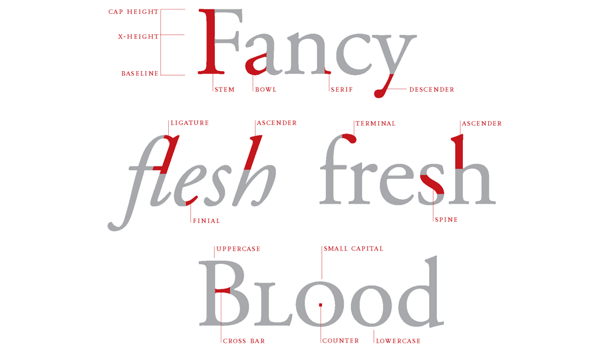 CAP HEIGHT
X-HEIGHT
BASELINE
Fancy
STEM BOWL SERIF DESCENDER
LIGATURE ASCENDER
flesh
FINIAL
TERMINAL ASCENDER
fresh
SPINE
UPPERCASE SMALL CAPITAL
BLOod
CROSS BAR COUNTER LOWERCASE